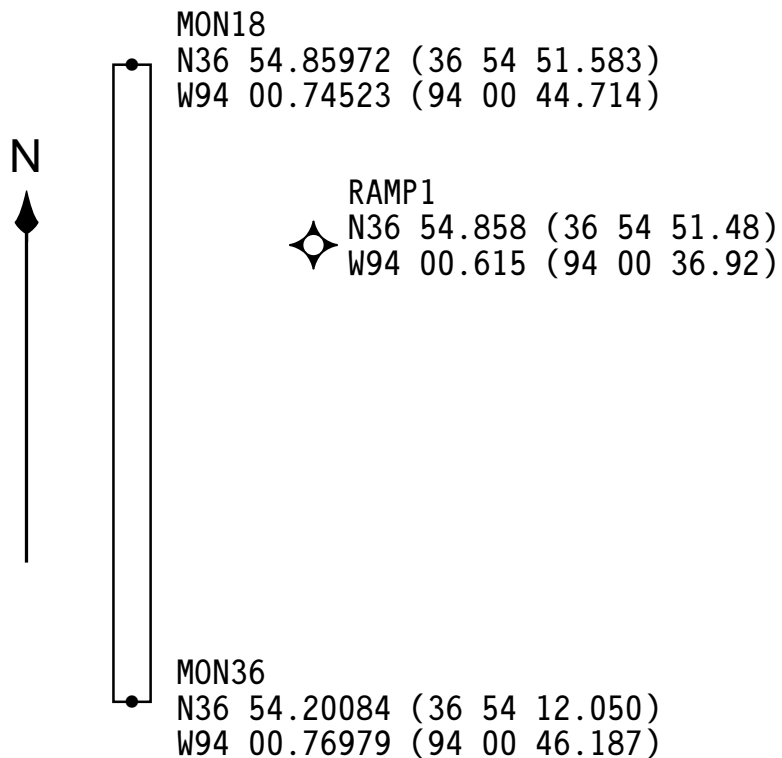 MON18
N36 54.85972 (36 54 51.583)
W94 00.74523 (94 00 44.714)
N
RAMP1
N36 54.858 (36 54 51.48)
W94 00.615 (94 00 36.92)
MON36
N36 54.20084 (36 54 12.050)
W94 00.76979 (94 00 46.187)